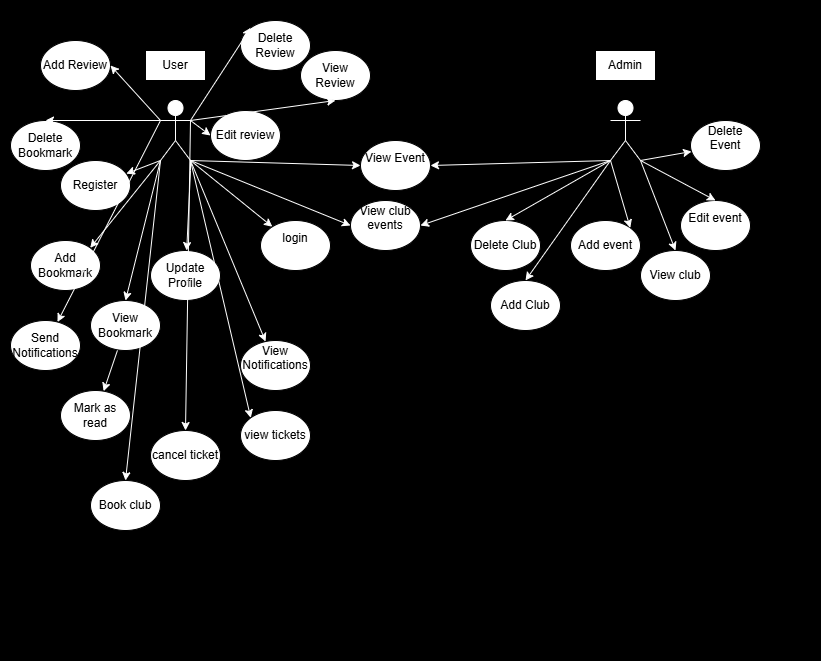 Delete
Review
Add Review
User
View
Review
Admin
Delete
Bookmark
Edit review
Delete
Event
View Event
Register
View club
events
Edit event
login
Delete Club
Add event
Add
Bookmark
Update
Profile
View club
Add Club
View
Bookmark
Send
Notifications
View
Notifications
Mark as
read
view tickets
cancel ticket
Book club